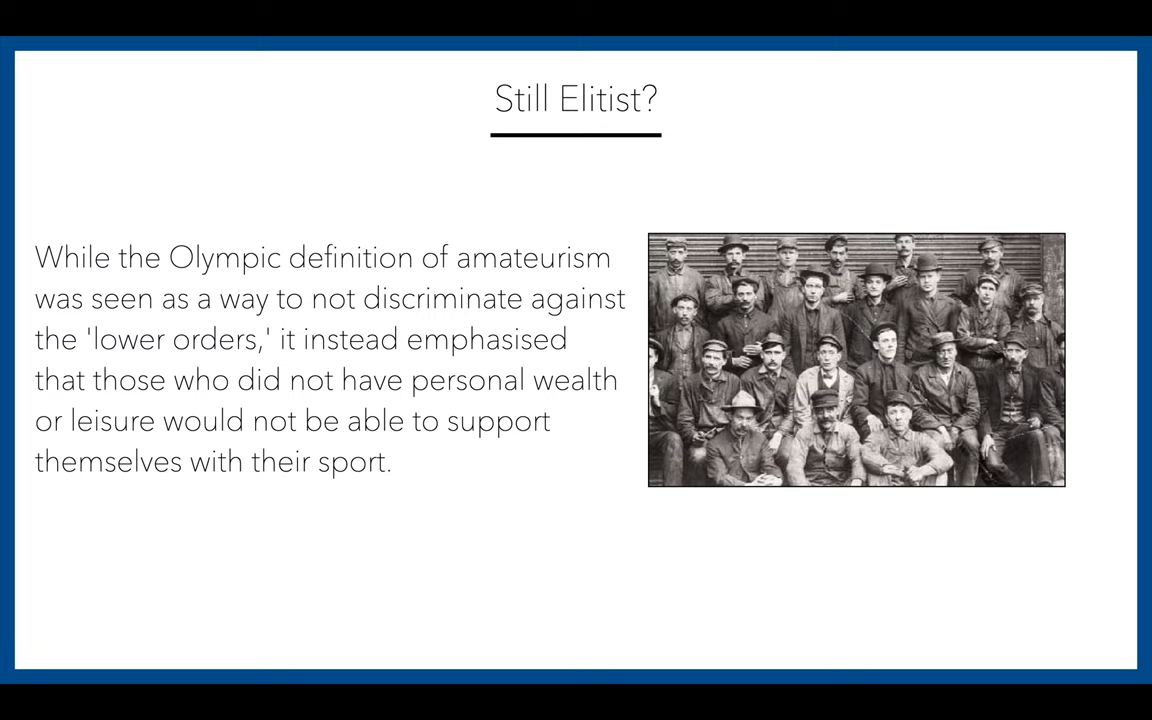 Still Elitist?
While the Olympic definition of amateurism
was seen as a way to not discriminate against
the 'lower orders,' it instead emphasised
that those who did not have personal wealth
or leisure would not be able to support
themselves with their sport.